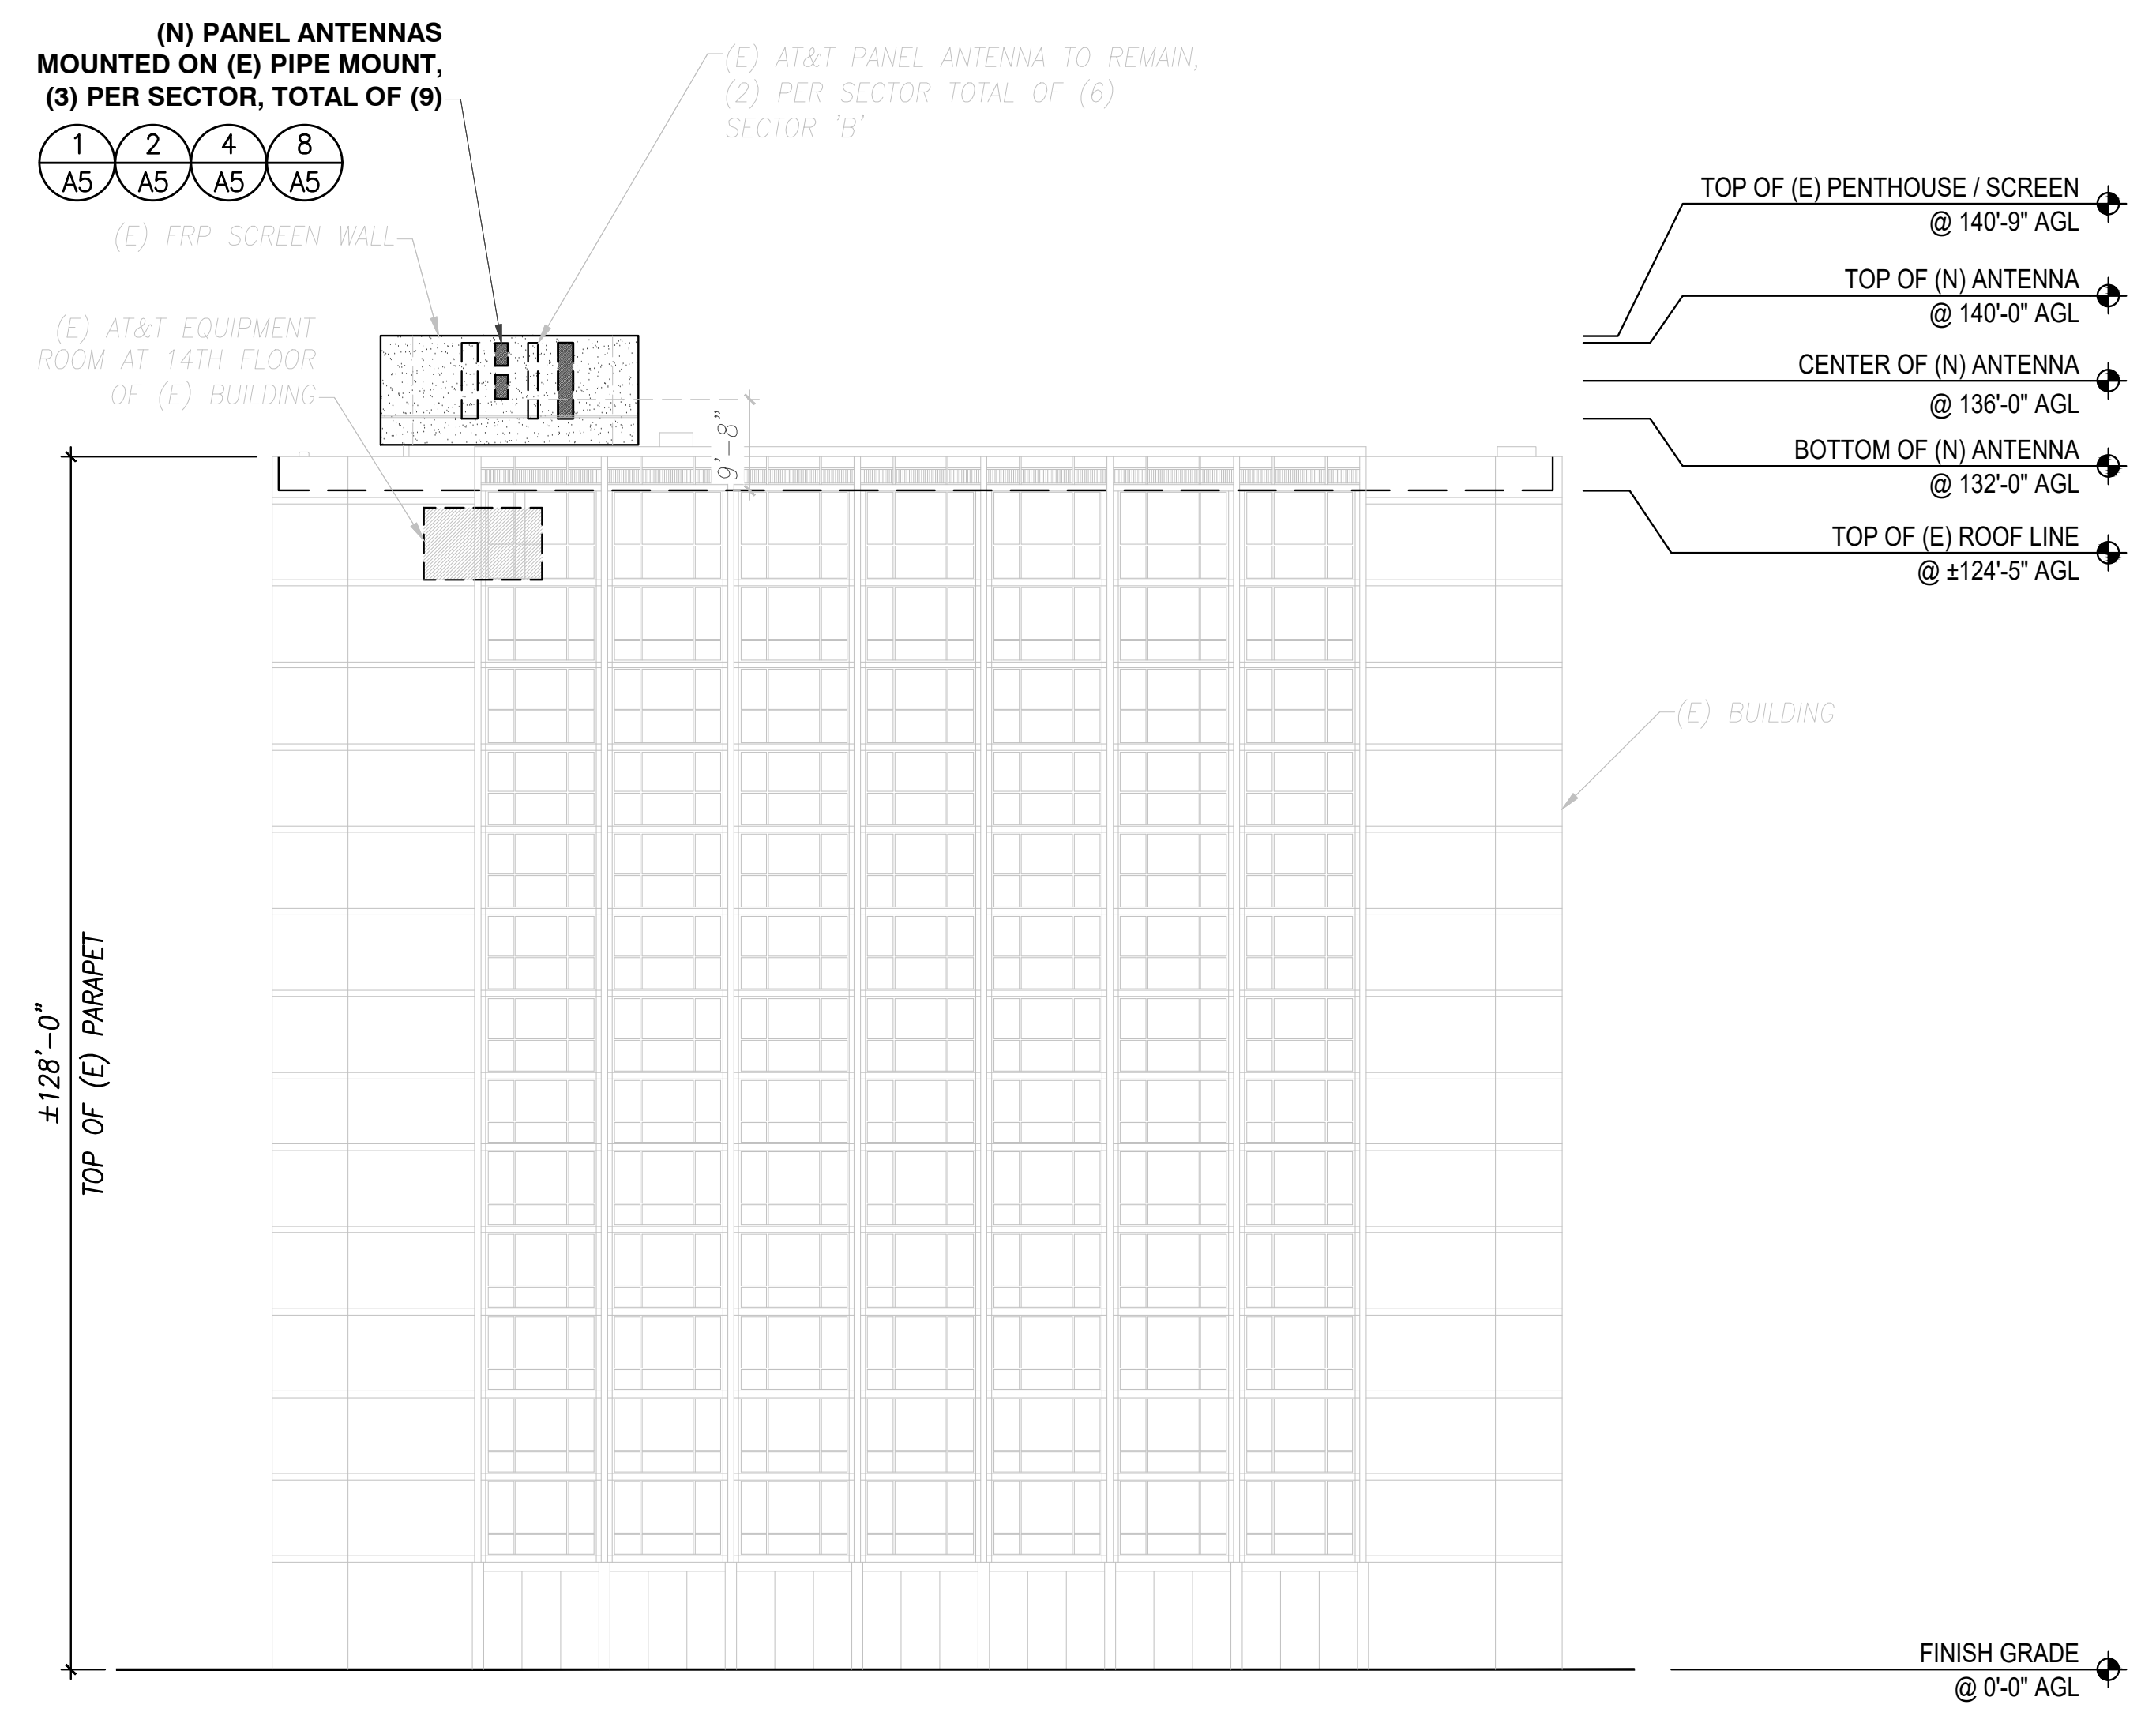 (N) PANEL ANTENNAS
MOUNTED ON (E) PIPE MOUNT,
(3) PER SECTOR, TOTAL OF (9)
1 2 4 8
A5 A5 A5 A5
(E) AT&T PANEL ANTENNA TO REMAIN,
(2) PER SECTOR TOTAL OF (6)
SECTOR 'B'
(E) FRP SCREEN WALL
(E) AT&T EQUIPMENT
ROOM AT 14TH FLOOR
OF (E) BUILDING
9'-8"
TOP OF (E) PENTHOUSE / SCREEN
@ 140'-9" AGL
TOP OF (N) ANTENNA
@ 140'-0" AGL
CENTER OF (N) ANTENNA
@ 136'-0" AGL
BOTTOM OF (N) ANTENNA
@ 132'-0" AGL
TOP OF (E) ROOF LINE
@ ±124'-5" AGL
(E) BUILDING
±128'-0"
TOP OF (E) PARAPET
FINISH GRADE
@ 0'-0" AGL